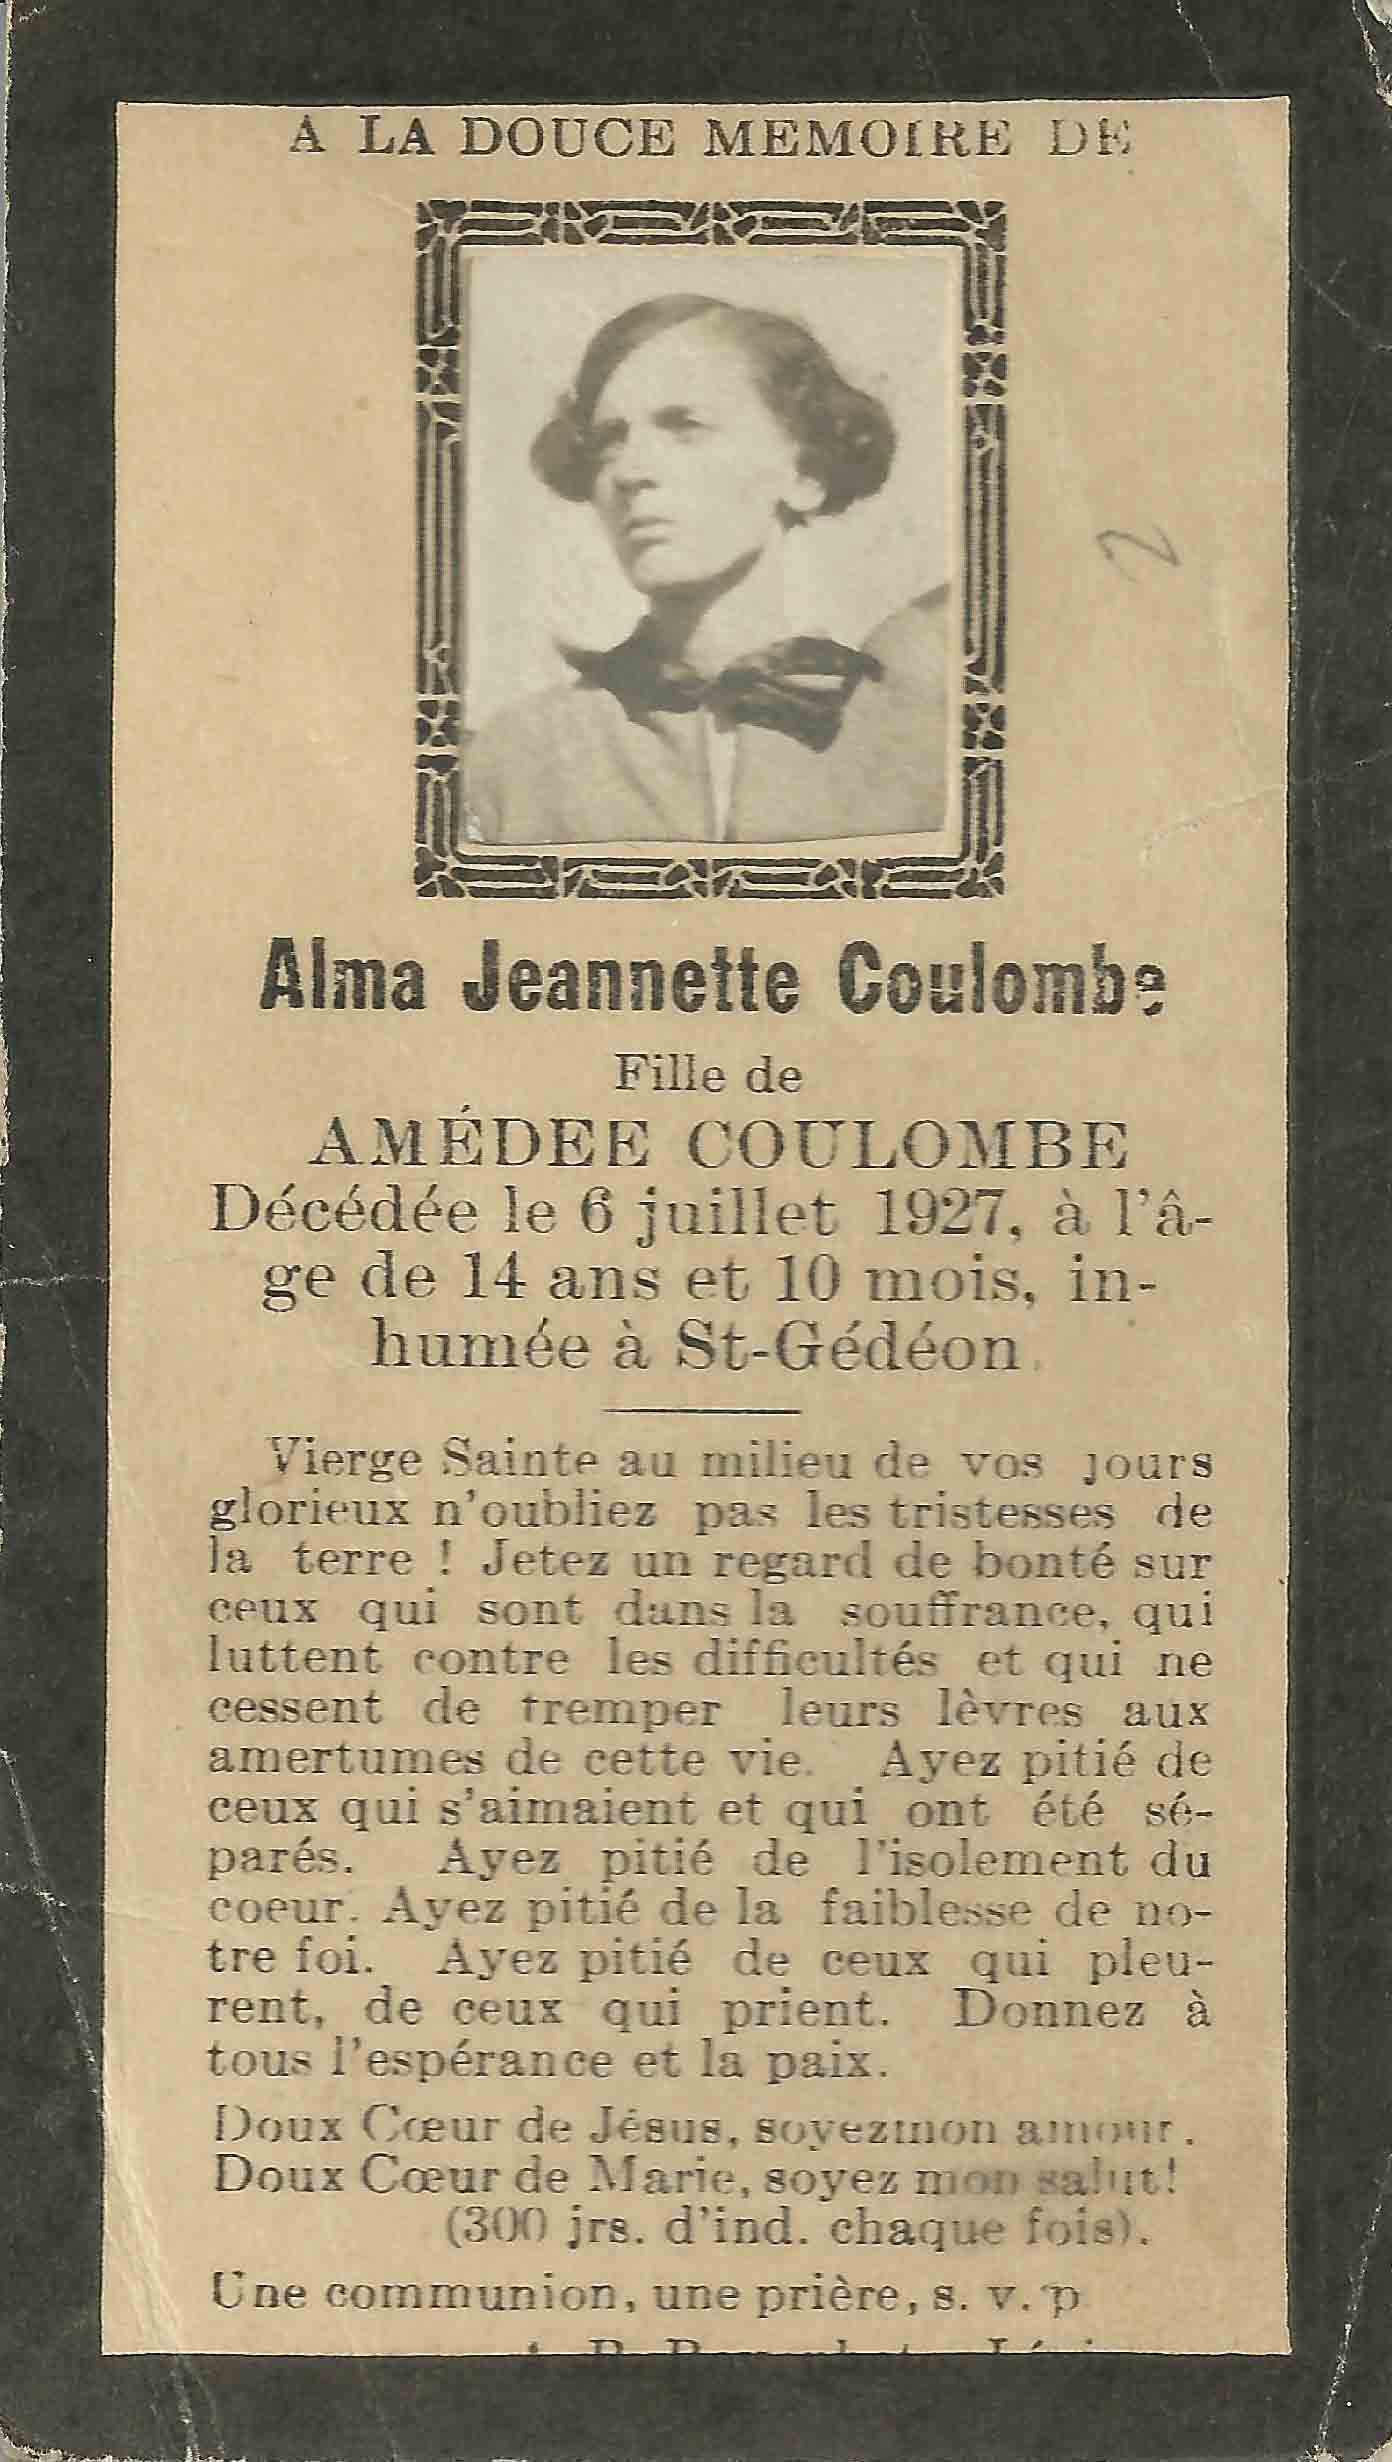 A LA DOUCE MEMOIRE DE
2
Alma Jeannette Coulombe
Fille de
AMÉDEE COULOMBE
Décédée le 6 juillet 1927, à l'â-
ge de 14 ans et 10 mois, in-
humée à St-Gédéon.
Vierge Sainte au milieu de vos jours
glorieux n'oubliez pas les tristesses de
la terre ! Jetez un regard de bonté sur
ceux qui sont dans la souffrance, qui
luttent contre les difficultés et qui ne
cessent de tremper leurs lèvres aux
amertumes de cette vie. Ayez pitié de
ceux qui s'aimaient et qui ont été sé-
parés. Ayez pitié de l'isolement du
coeur. Ayez pitié de la faiblesse de no-
tre foi. Ayez pitié de ceux qui pleu-
rent, de ceux qui prient. Donnez à
tous l'espérance et la paix.
Doux Cœur de Jésus, soyez mon amour.
Doux Cœur de Marie, soyez mon salut!
(300 jrs. d'ind. chaque fois).
Une communion, une prière, s. v. p